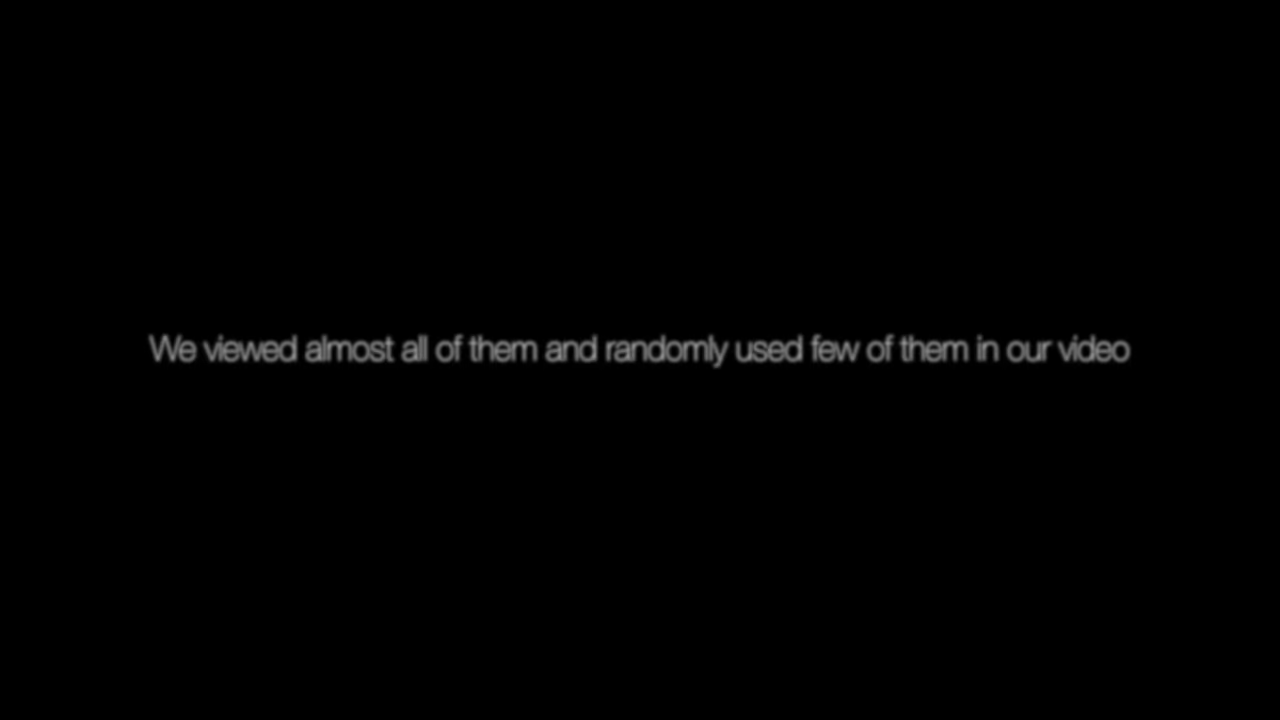 We viewed almost all of them and randomly used few of them in our video